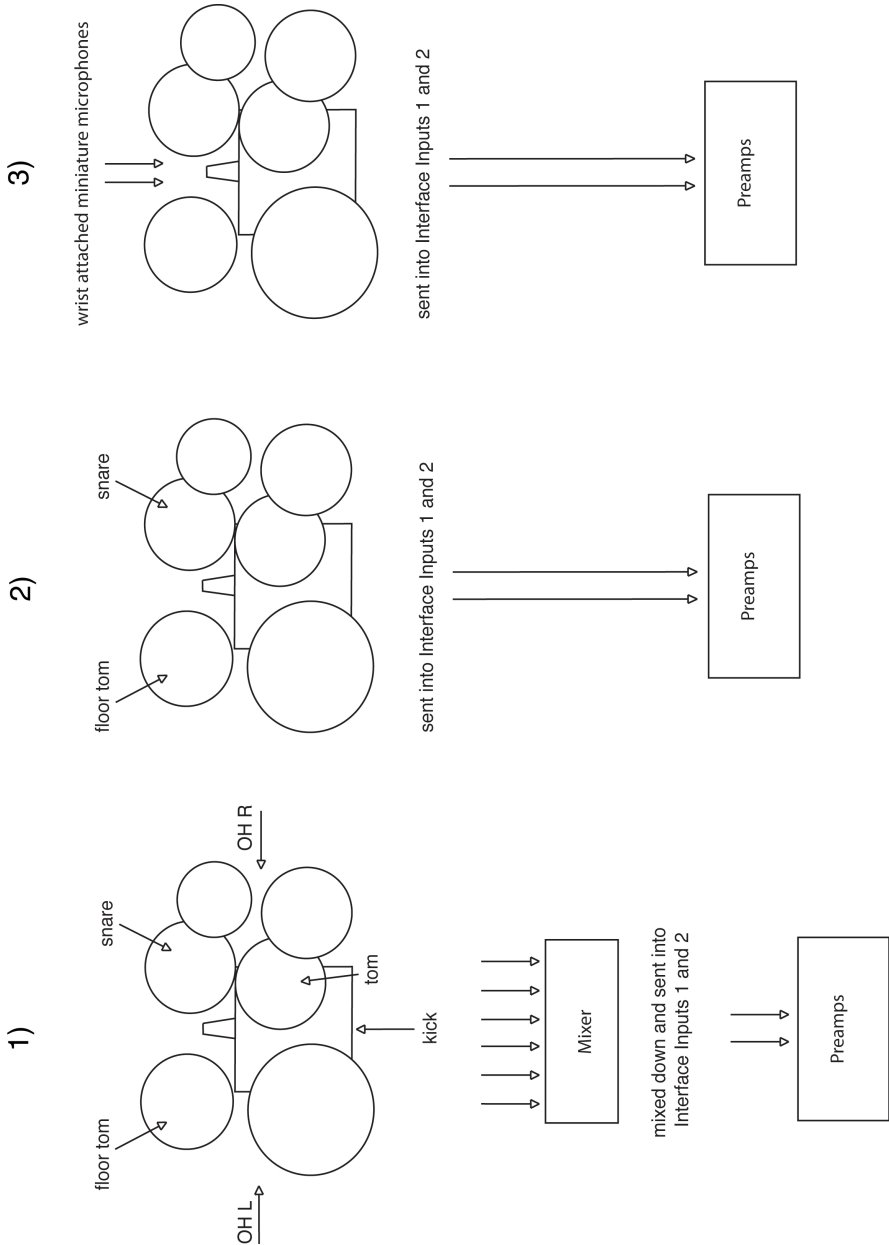 1)
floor tom
snare
OH L
OH R
tom
kick
Mixer
mixed down and sent into
Interface Inputs 1 and 2
Preamps
2)
floor tom
snare
sent into Interface Inputs 1 and 2
Preamps
3)
wrist attached miniature microphones
sent into Interface Inputs 1 and 2
Preamps